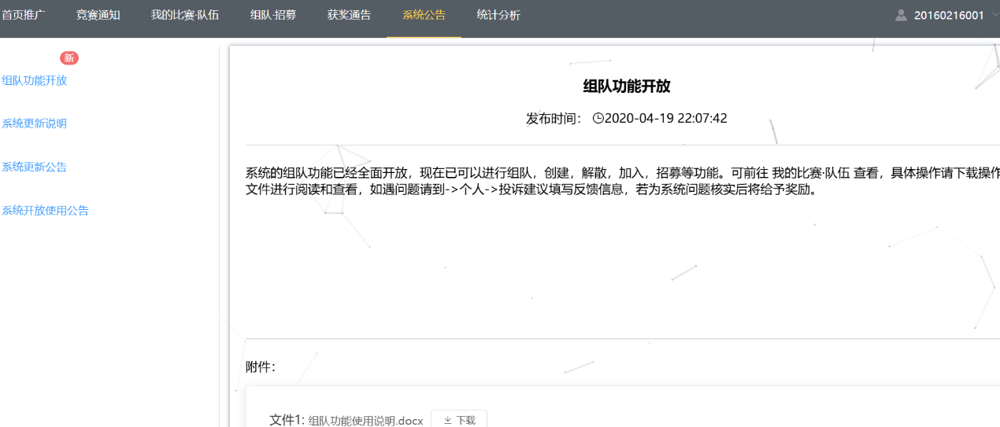 首页推广 竞赛通知 我的比赛·队伍 组队·招募 获奖通告 系统公告 统计分析 20160216001
新
组队功能开放
系统更新说明
系统更新公告
系统开放使用公告
组队功能开放
发布时间： 2020-04-19 22:07:42
系统的组队功能已经全面开放，现在已可以进行组队，创建，解散，加入，招募等功能。可前往 我的比赛·队伍 查看，具体操作请下载操作
文件进行阅读和查看，如遇问题请到->个人->投诉建议填写反馈信息，若为系统问题核实后将给予奖励。
附件：
文件1: 组队功能使用说明.docx 下载